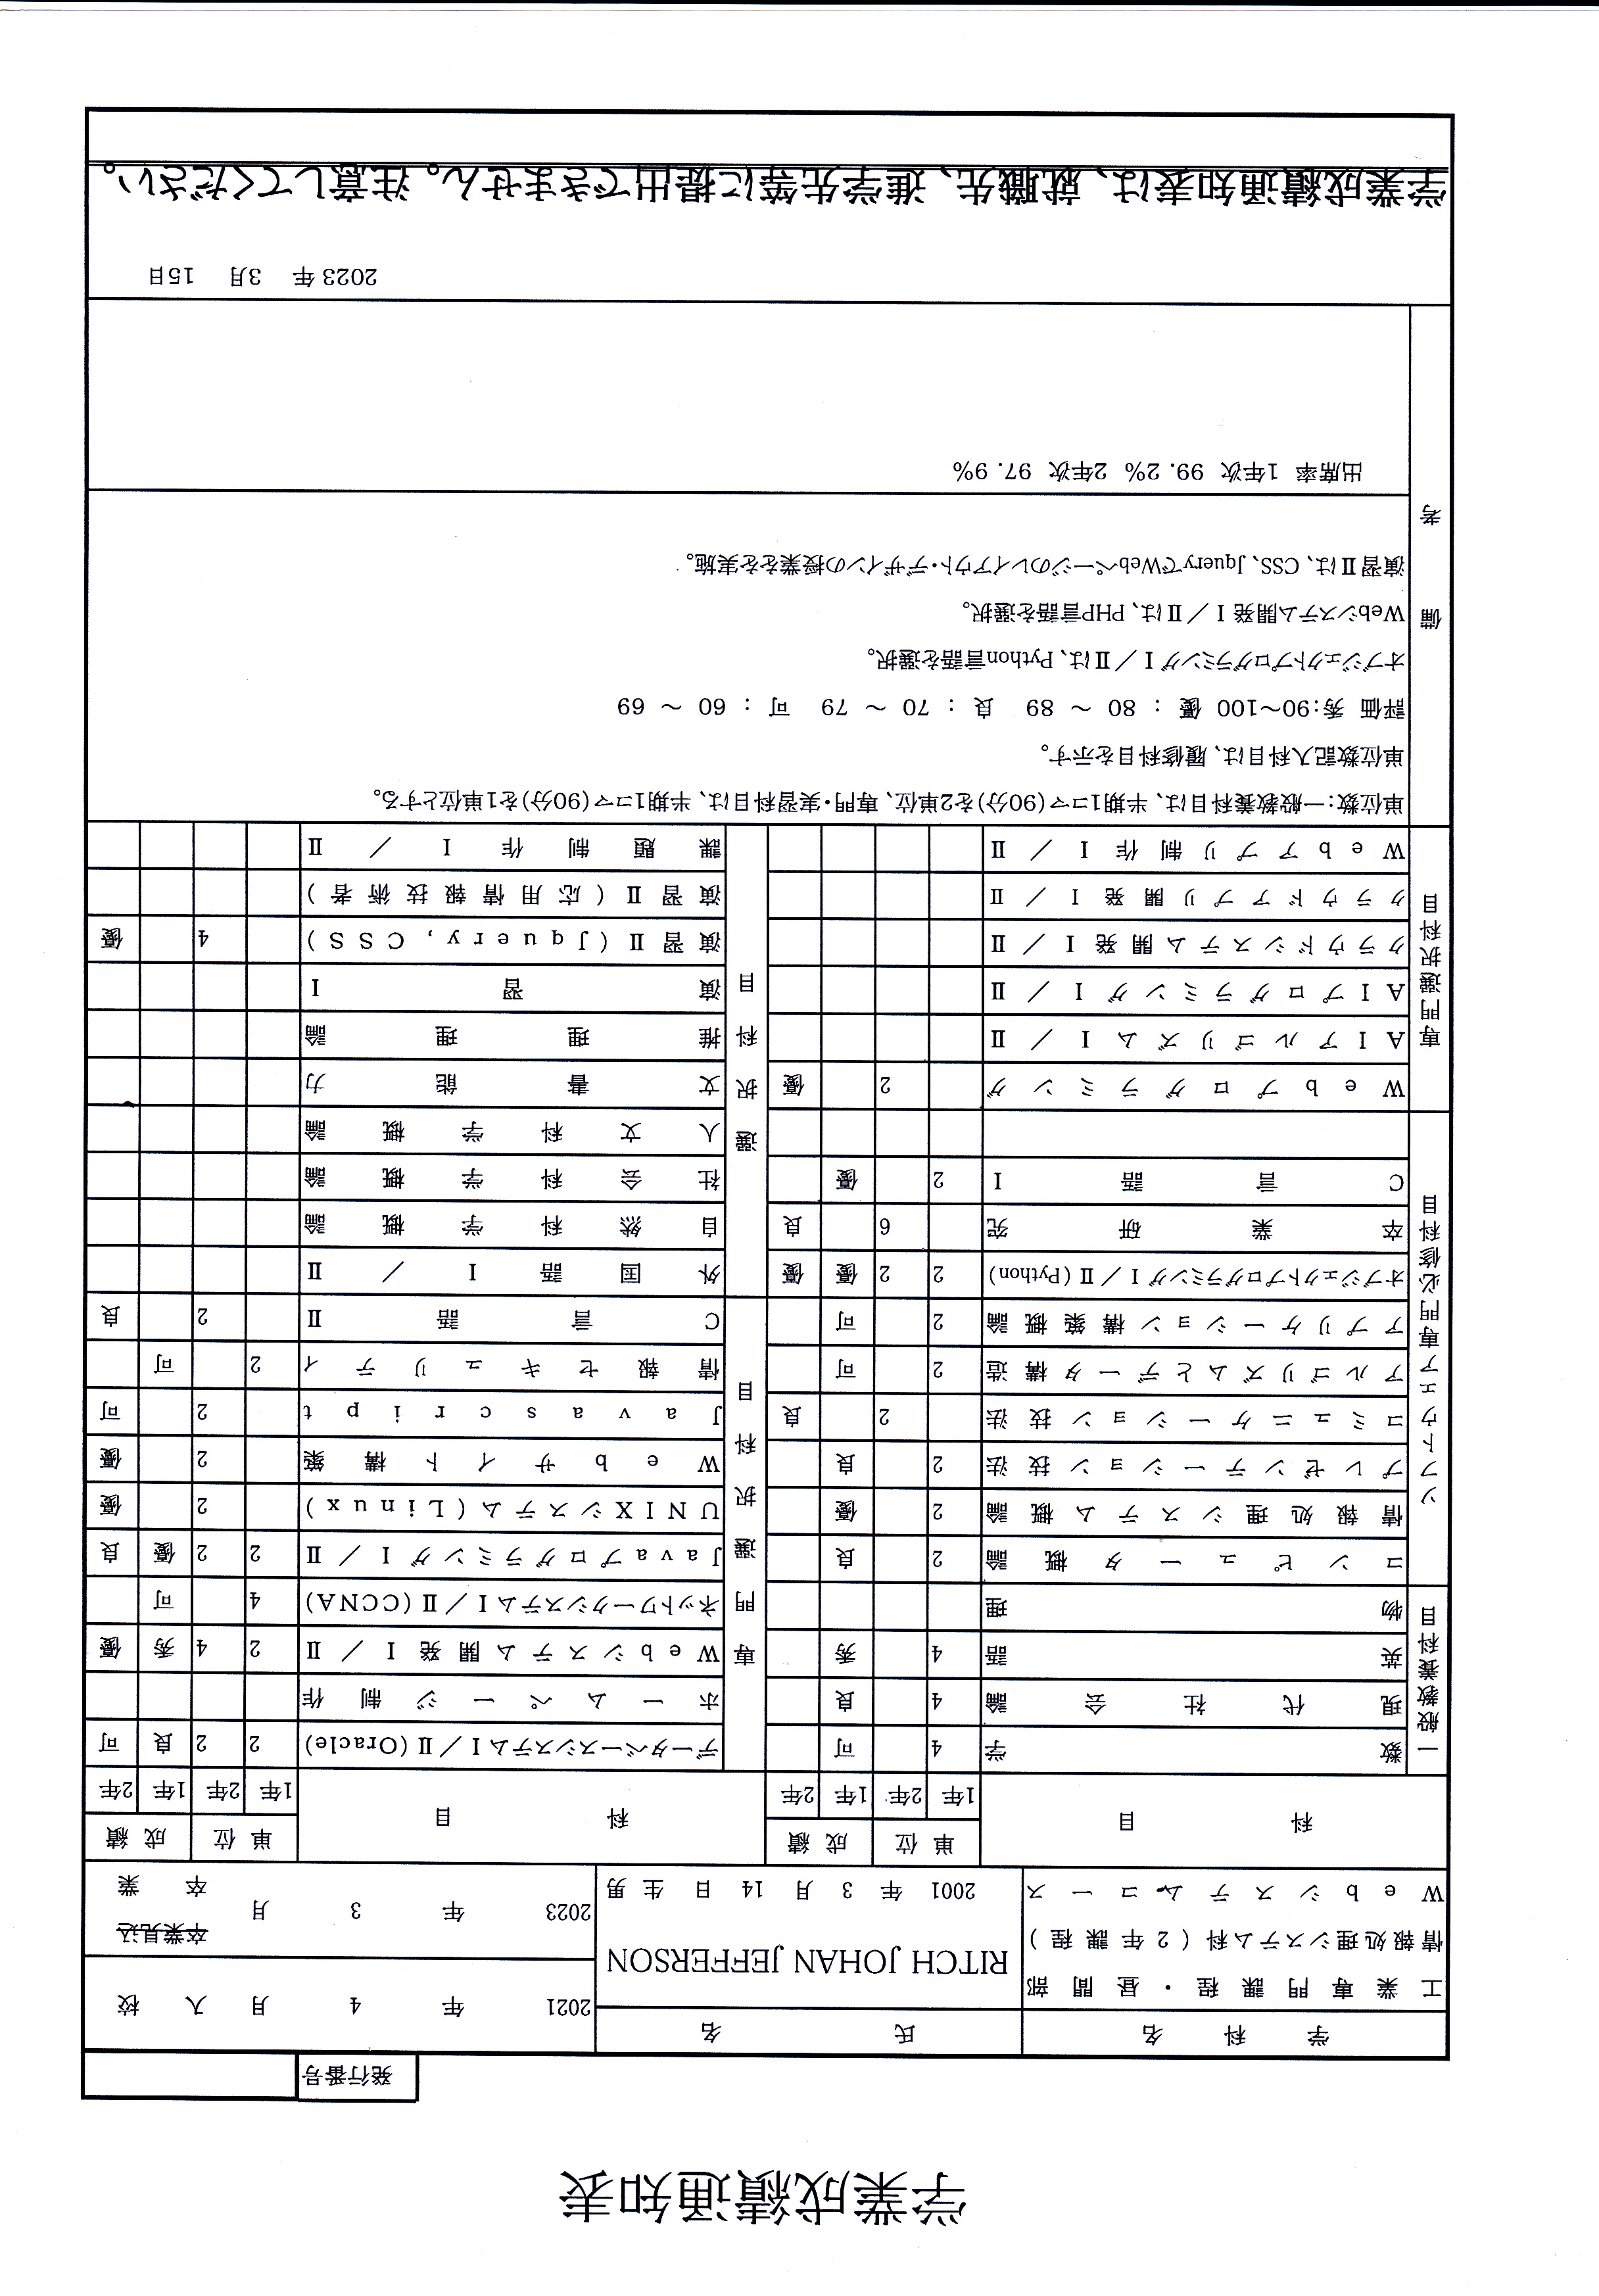 学業成績通知表
発行番号
学科名 氏名 2021年4月入校
工業専門課程・昼間部
情報処理システム科(2年課程) RITCH JOHAN JEFFERSON 2023年3月 卒業見込
Webシステムコース 2001年3月14日生男 卒業
科目 単位 成績 科目 単位 成績
1年 2年 1年 2年 1年 2年 1年 2年
一般教養科目
数学 4 可
現代社会論 4 良
英語 4 秀
物理
ソフトウェア専門必修科目
コンピュータ概論 2 良
情報処理システム概論 2 優
プレゼンテーション技法 2 良
コミュニケーション技法 2 良
アルゴリズムとデータ構造 2 可
アプリケーション構築概論 2 可
オブジェクトプログラミングⅠ/Ⅱ(Python) 2 2 優 優
卒業研究 6 良
C言語Ⅰ 2 優
専門選択科目
Webプログラミング 2 優
AIアルゴリズムⅠ/Ⅱ
AIプログラミングⅠ/Ⅱ
クラウドシステム開発Ⅰ/Ⅱ
クラウドアプリ開発Ⅰ/Ⅱ
Webアプリ制作Ⅰ/Ⅱ
専門選択科目
データベースシステムⅠ/Ⅱ(Oracle) 2 2 良 可
ホームページ制作
Webシステム開発Ⅰ/Ⅱ 2 4 秀 優
ネットワークシステムⅠ/Ⅱ(CCNA) 4 可
JavaプログラミングⅠ/Ⅱ 2 2 優 良
UNIXシステム(Linux) 2 優
Webサイト構築 2 優
Javascript 2 可
情報セキュリティ 2 可
C言語Ⅱ 2 良
選択科目
外国語Ⅰ/Ⅱ
自然科学概論
社会科学概論
人文科学概論
文書能力
推理理論
演習Ⅰ
演習Ⅱ(Jquery,CSS) 4 優
演習Ⅱ(応用情報技術者)
課題制作Ⅰ/Ⅱ
備考
単位数:一般教養科目は、半期1コマ(90分)を2単位、専門・実習科目は、半期1コマ(90分)を1単位とする。
単位数記入科目は、履修科目を示す。
評価 秀:90～100 優 : 80 ～ 89 良 : 70 ～ 79 可 : 60 ～ 69
オブジェクトプログラミングⅠ/Ⅱは、Python言語を選択。
Webシステム開発Ⅰ/Ⅱは、PHP言語を選択。
演習Ⅱは、CSS、JqueryでWebページのレイアウト・デザインの授業をを実施。
出席率 1年次 99.2% 2年次 97.9%
2023年 3月 15日
学業成績通知表は、就職先、進学先等に提出できません。注意してください。